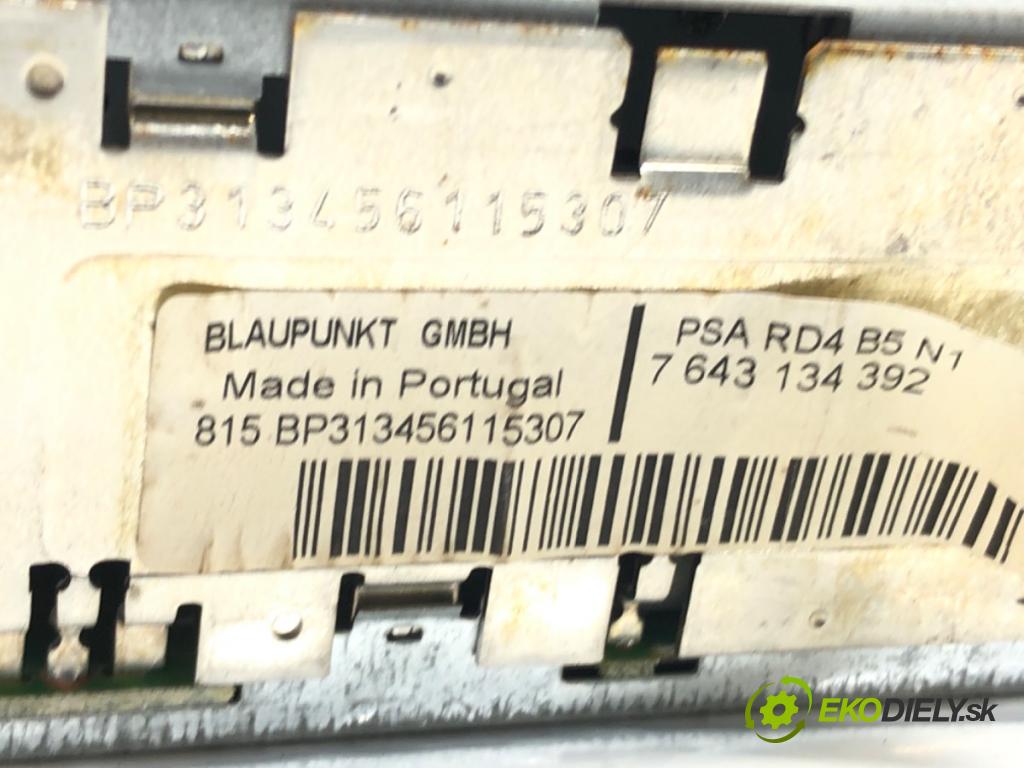 BP313456115307
BLAUPUNKT GMBH
Made in Portugal
815 BP313456115307
PSA RD4 B5 N1
7 643 134 392
EKODIELY.sk